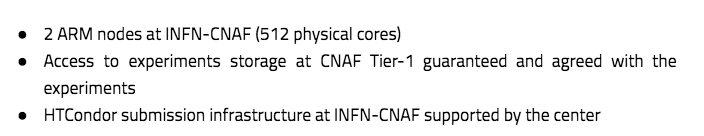 ● 2 ARM nodes at INFN-CNAF (512 physical cores)
● Access to experiments storage at CNAF Tier-1 guaranteed and agreed with the
experiments
● HTCondor submission infrastructure at INFN-CNAF supported by the center